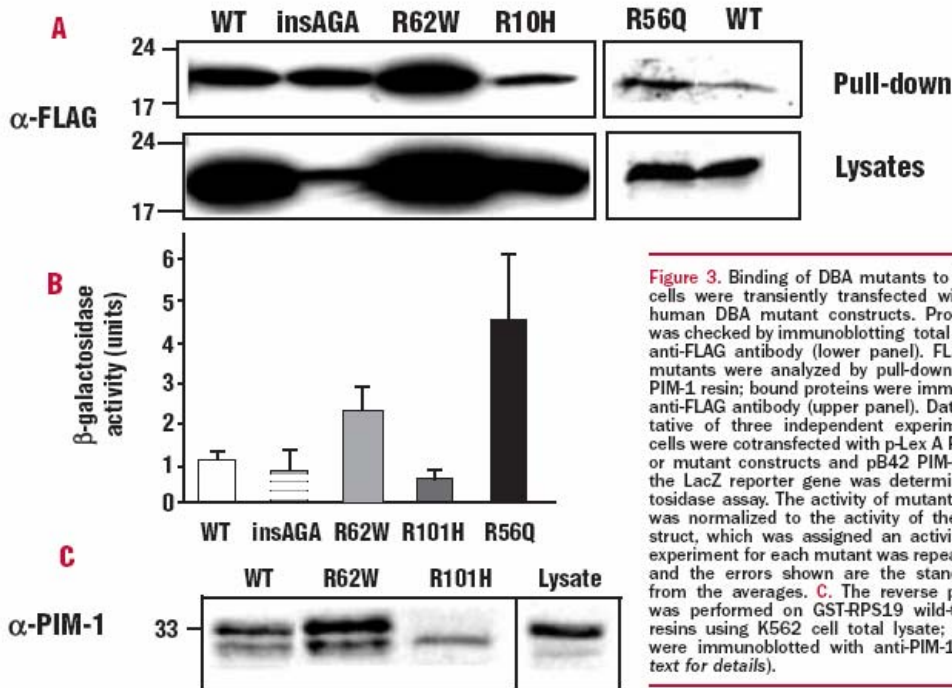 A
WT insAGA R62W R10H R56Q WT
24
17
Pull-down
α-FLAG
24
17
Lysates
B
β-galactosidase
activity (units)
6
5
4
3
2
1
0
WT insAGA R62W R101H R56Q
C
WT R62W R101H Lysate
α-PIM-1
33
Figure 3. Binding of DBA mutants to
cells were transiently transfected wi
human DBA mutant constructs. Pro
was checked by immunoblotting total
anti-FLAG antibody (lower panel). FL
mutants were analyzed by pull-down
PIM-1 resin; bound proteins were imm
anti-FLAG antibody (upper panel). Dat
tative of three independent experim
cells were cotransfected with p-Lex A
or mutant constructs and pB42 PIM-
the LacZ reporter gene was determi
tosidase assay. The activity of mutant
was normalized to the activity of the
struct, which was assigned an activi
experiment for each mutant was repea
and the errors shown are the stand
from the averages. C. The reverse p
was performed on GST-RPS19 wild-
resins using K562 cell total lysate;
were immunoblotted with anti-PIM-1
text for details).